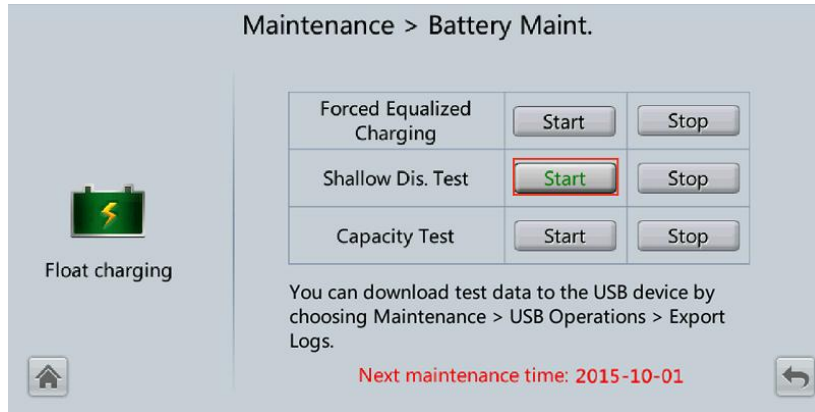 Maintenance > Battery Maint.
Forced Equalized
Charging
Start
Stop
Shallow Dis. Test
Start
Stop
Capacity Test
Start
Stop
Float charging
You can download test data to the USB device by
choosing Maintenance > USB Operations > Export
Logs.
Next maintenance time: 2015-10-01